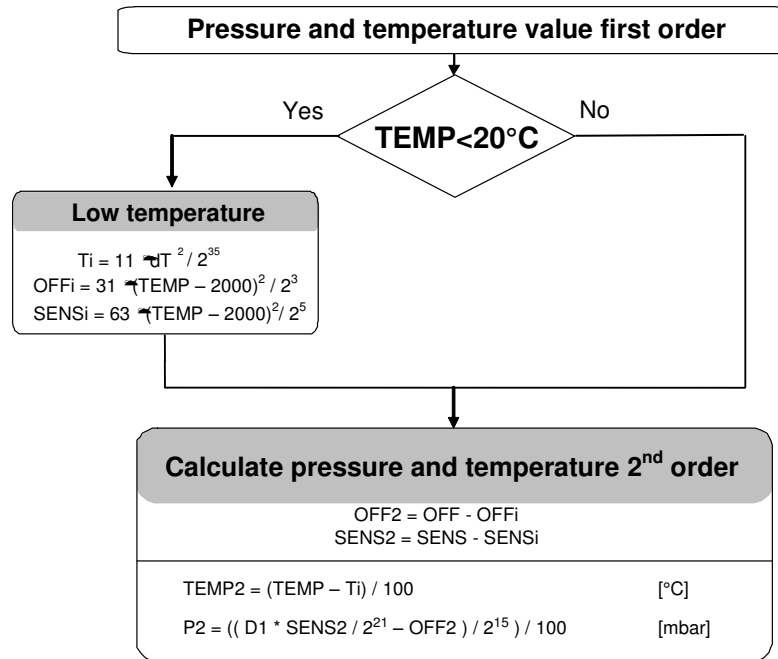 Pressure and temperature value first order
Yes
No
TEMP<20°C
Low temperature
Ti = 11 dT ² / 2³⁵
OFFi = 31 (TEMP – 2000)² / 2³
SENSi = 63 (TEMP – 2000)² / 2⁵
Calculate pressure and temperature 2ⁿᵈ order
OFF2 = OFF - OFFi
SENS2 = SENS - SENSi
TEMP2 = (TEMP – Ti) / 100 [°C]
P2 = (( D1 * SENS2 / 2²¹ – OFF2 ) / 2¹⁵ ) / 100 [mbar]